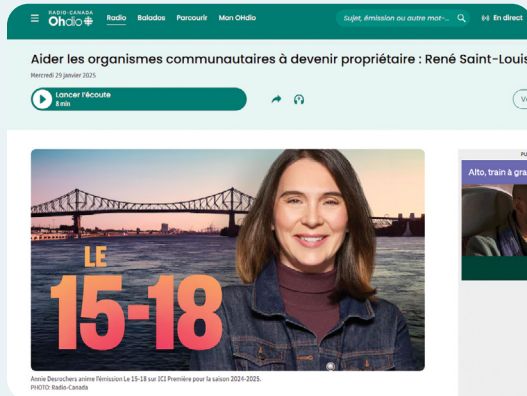 RADIO-CANADA
OHdio
Radio Balados Parcourir Mon OHdio
Sujet, émission ou autre mot-...
En direct
Aider les organismes communautaires à devenir propriétaire : René Saint-Louis
Mercredi 29 janvier 2025
Lancer l'écoute
8 min
LE
15-18
Alto, train à gra
Annie Desrochers anime l'émission Le 15-18 sur ICI Première pour la saison 2024-2025.
PHOTO: Radio-Canada